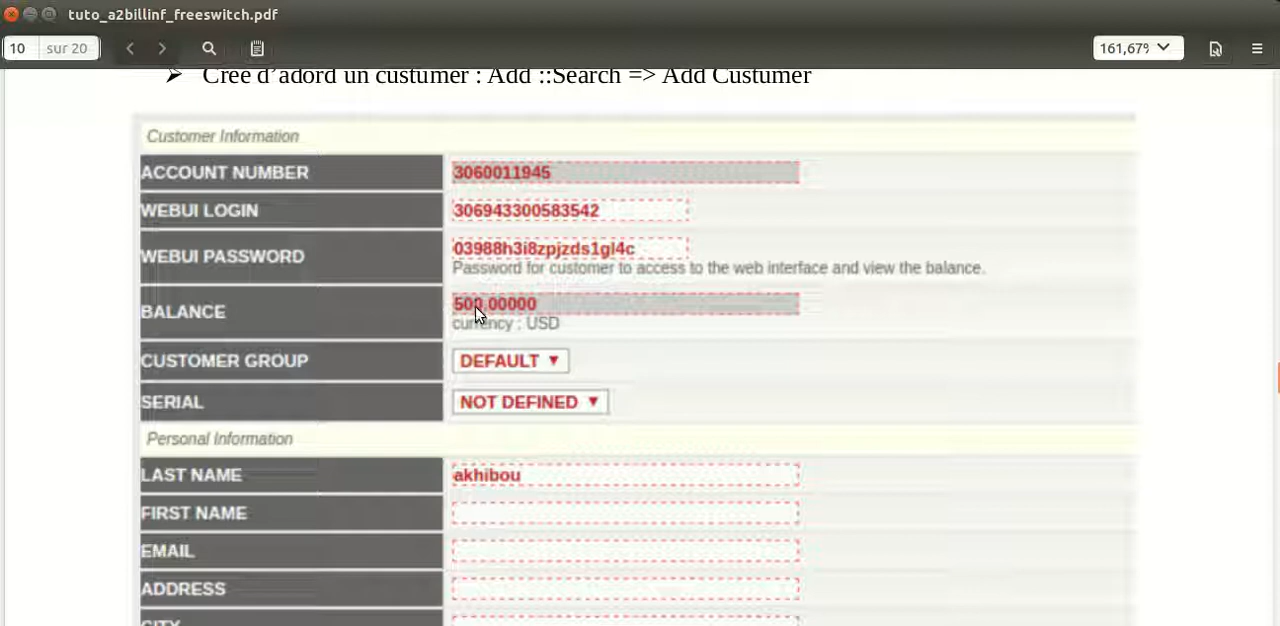 tuto_a2billinf_freeswitch.pdf
10 sur 20
161,67%
➤ Crée d’adord un custumer : Add ::Search => Add Custumer
Customer Information
ACCOUNT NUMBER 3060011945
WEBUI LOGIN 306943300583542
WEBUI PASSWORD 03988h3i8zpjzds1gl4c
Password for customer to access to the web interface and view the balance.
BALANCE 500.00000
currency : USD
CUSTOMER GROUP DEFAULT
SERIAL NOT DEFINED
Personal Information
LAST NAME akhibou
FIRST NAME
EMAIL
ADDRESS
CITY